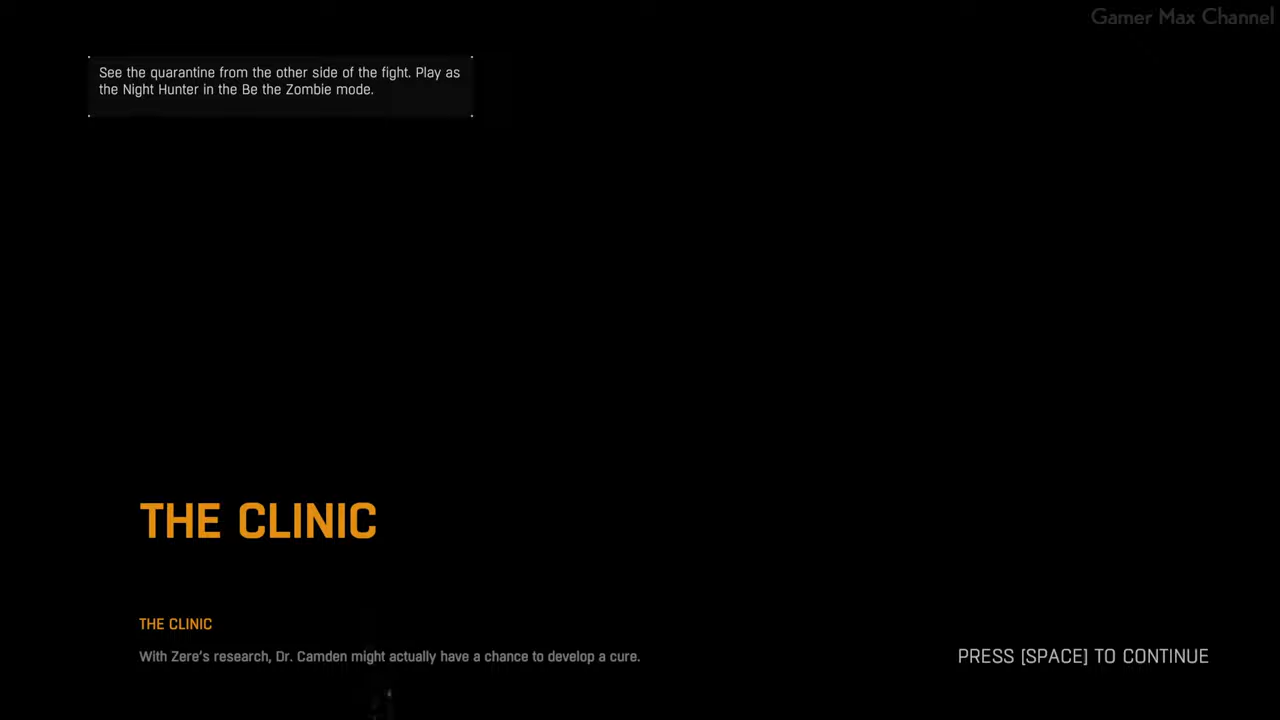 Gamer Max Channel
See the quarantine from the other side of the fight. Play as
the Night Hunter in the Be the Zombie mode.
THE CLINIC
THE CLINIC
With Zere's research, Dr. Camden might actually have a chance to develop a cure.
PRESS [SPACE] TO CONTINUE